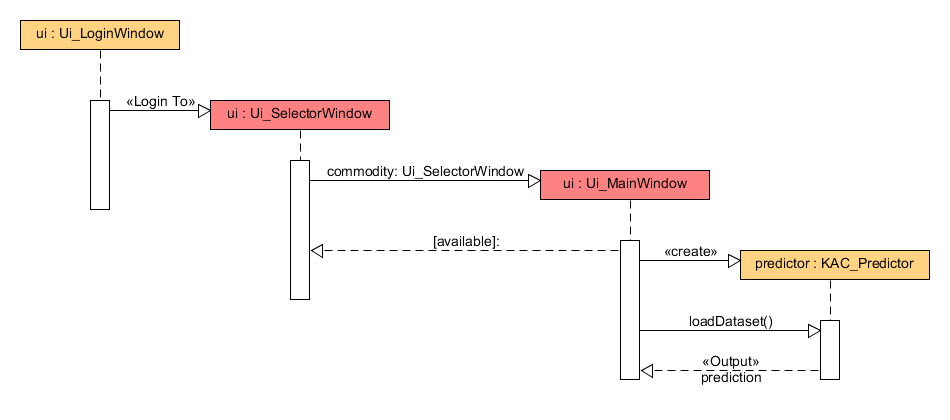 ui : Ui_LoginWindow
«Login To»
ui : Ui_SelectorWindow
commodity: Ui_SelectorWindow
ui : Ui_MainWindow
[available]:
«create»
predictor : KAC_Predictor
loadDataset()
«Output»
prediction